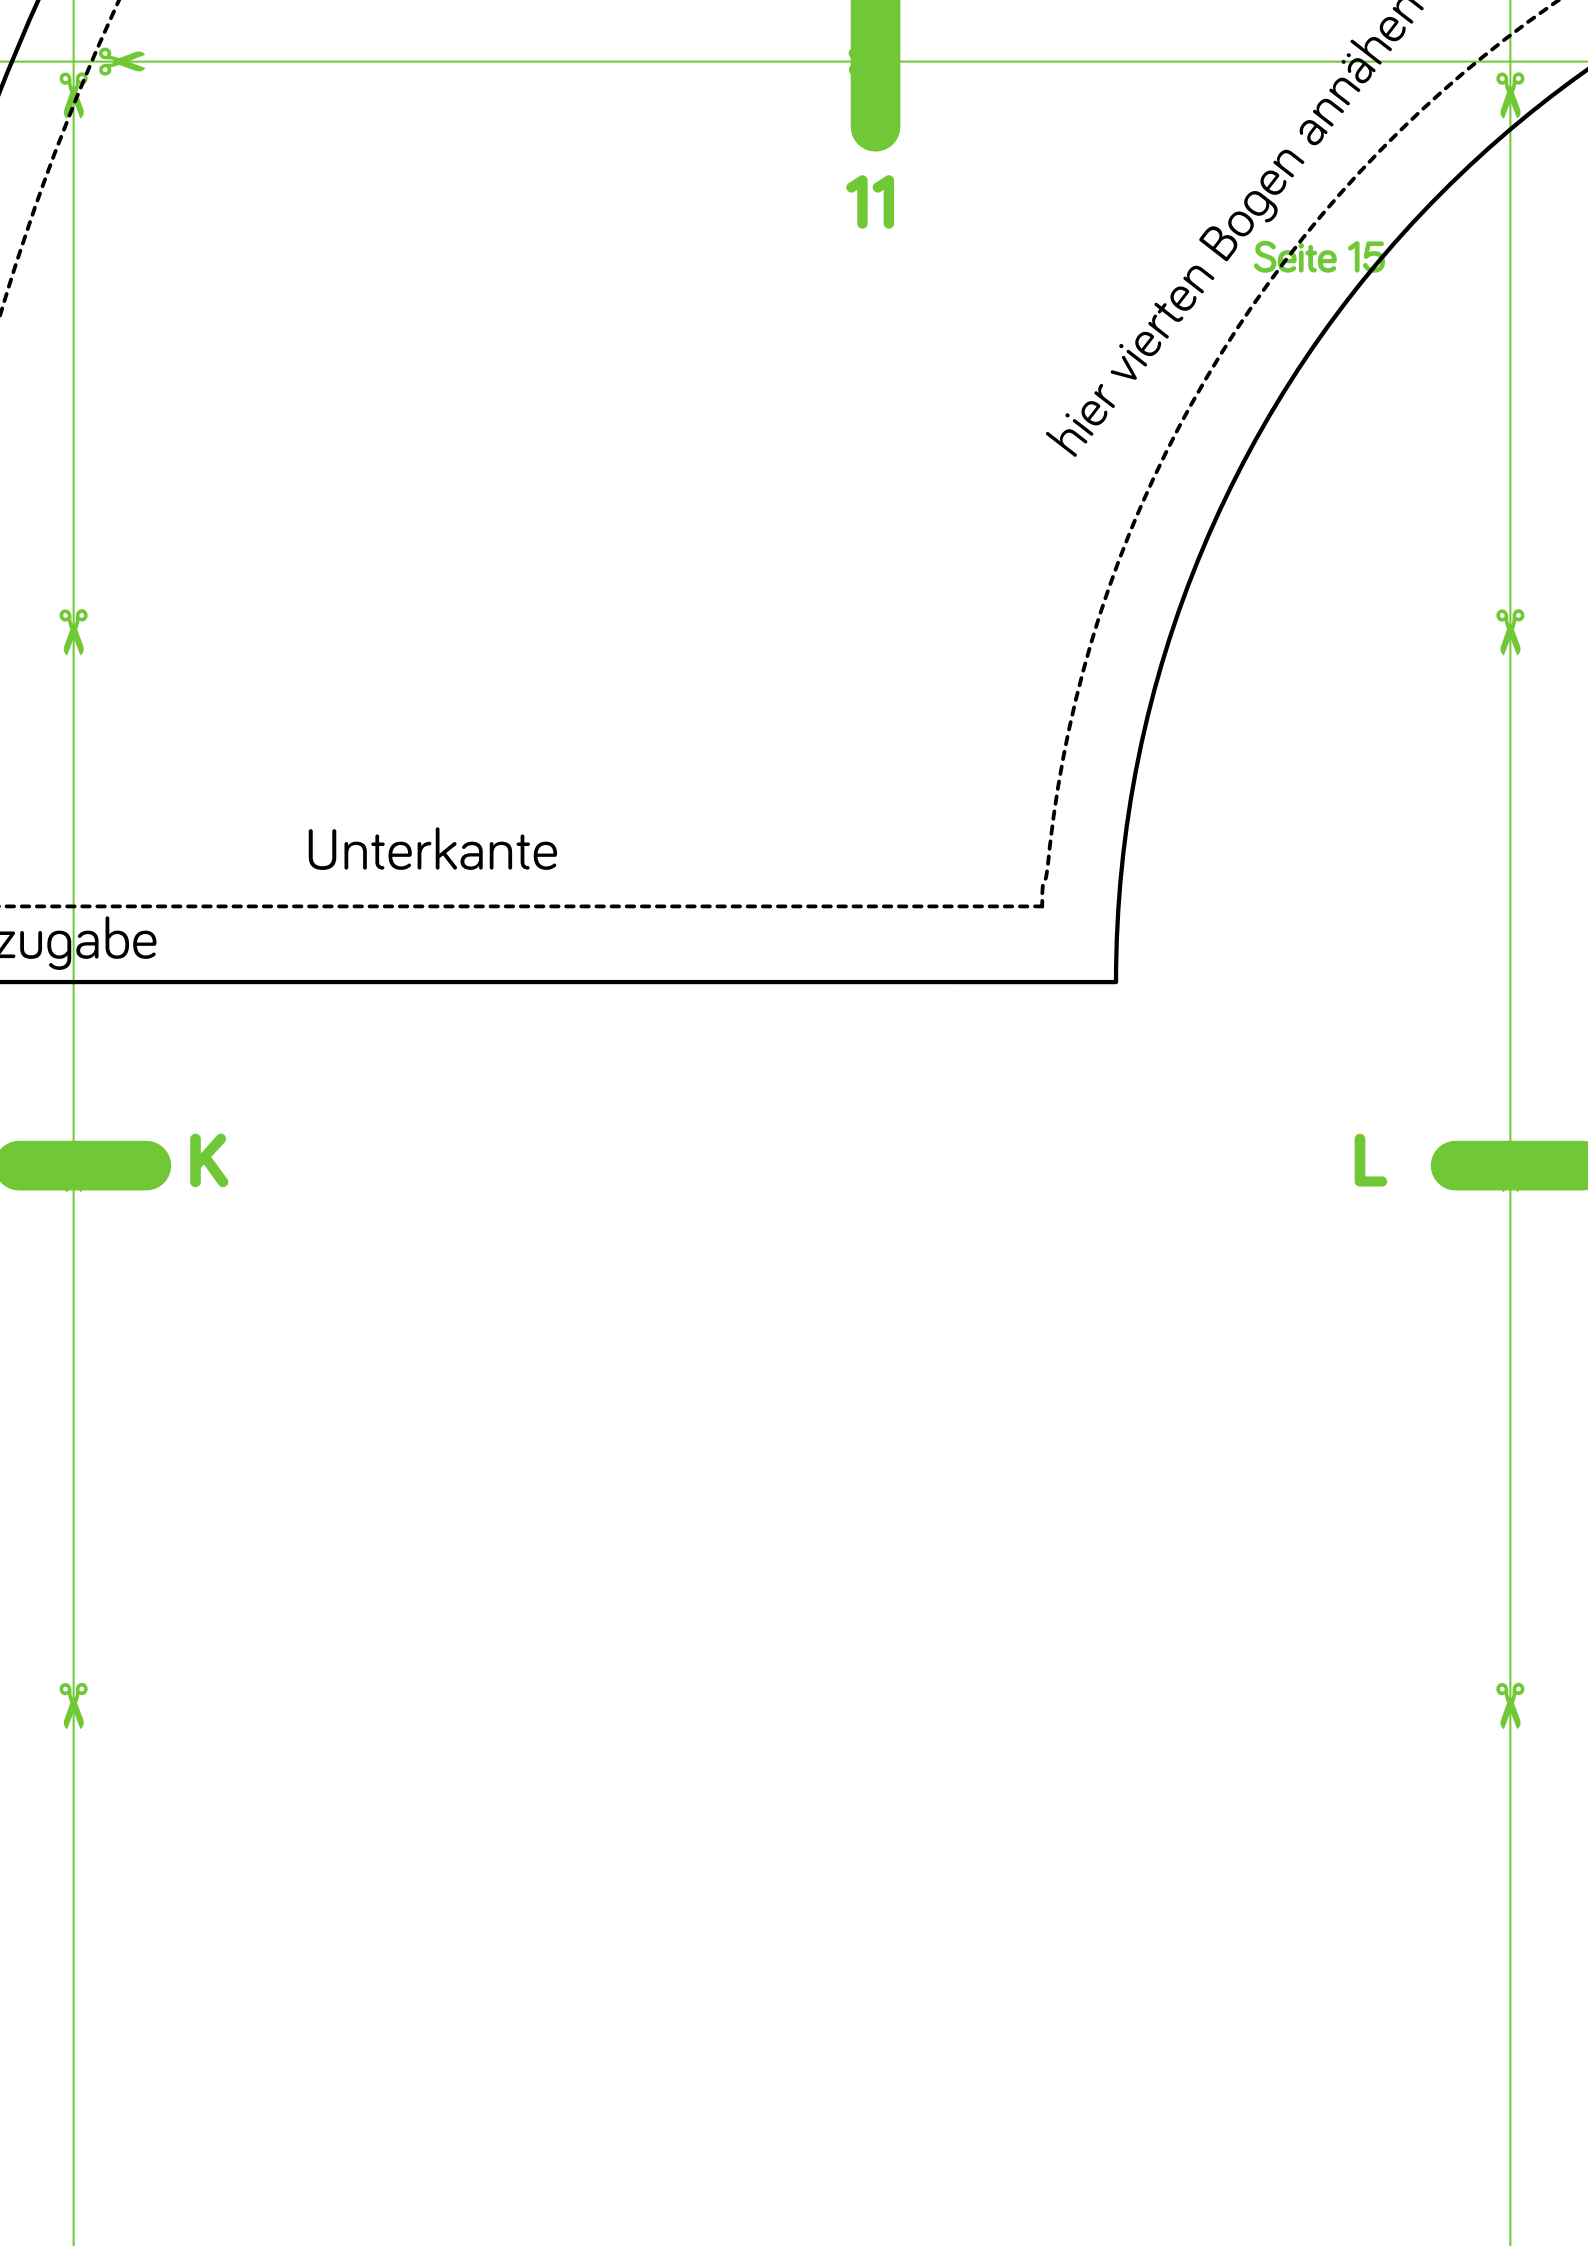 11
Seite 15
hier vierten Bogen annähen
Unterkante
zugabe
K
L